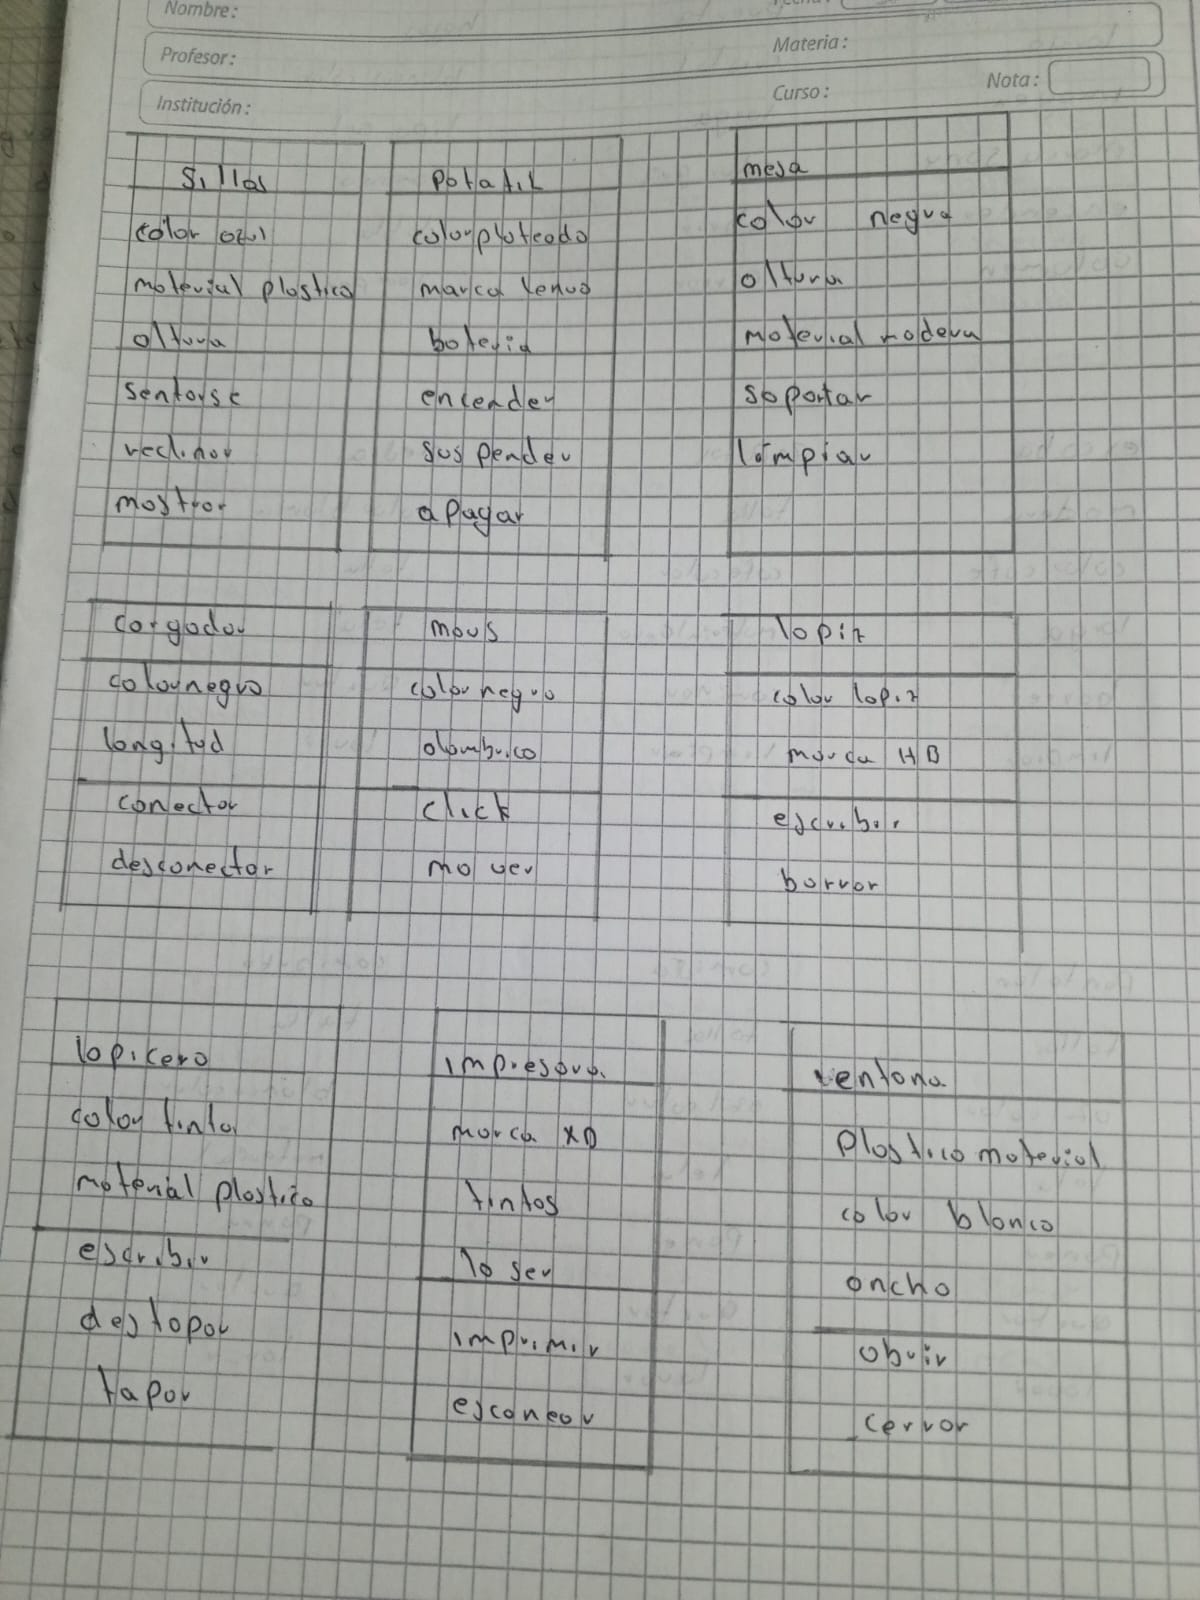 Nombre:
Profesor:
Materia:
Institución:
Curso:
Nota:
Sillas
color azul
material plastico
altura
sentarse
reclinar
mostrar
Potatil
color plateado
marca lenvo
bateria
encender
suspender
apagar
mesa
color negra
altura
material madera
soportar
limpiar
cargador
color negro
longitud
conectar
desconectar
mous
color negro
alambrico
click
mover
lapiz
color lapiz
marca HB
escribir
borrar
lapicero
color tinta
material plastico
escribir
destapar
tapar
impresora
marca XD
tintas
laser
imprimir
escanear
ventana
Plastico material
color blanco
ancho
abrir
cerrar